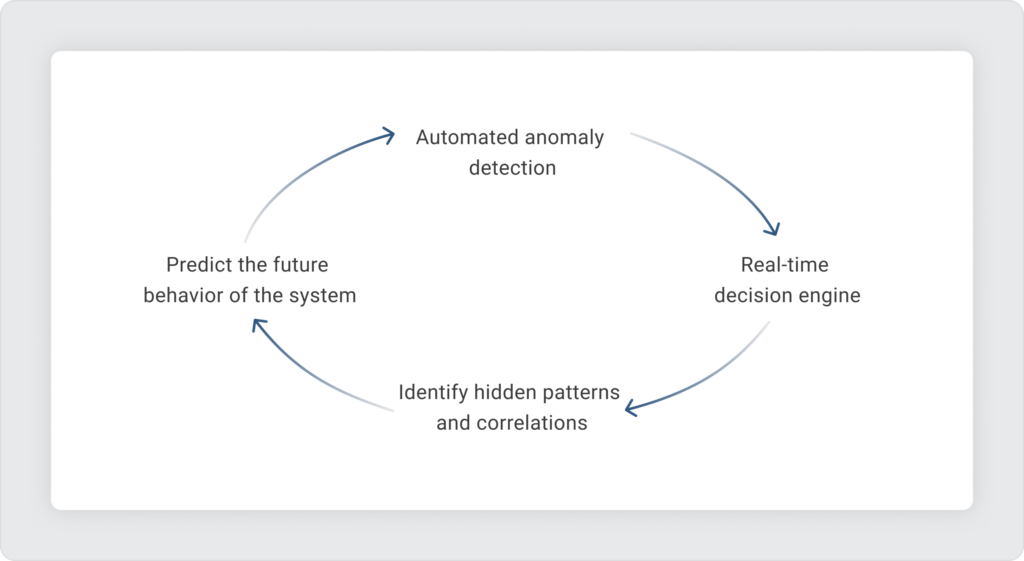 Automated anomaly
detection
Predict the future
behavior of the system
Real-time
decision engine
Identify hidden patterns
and correlations